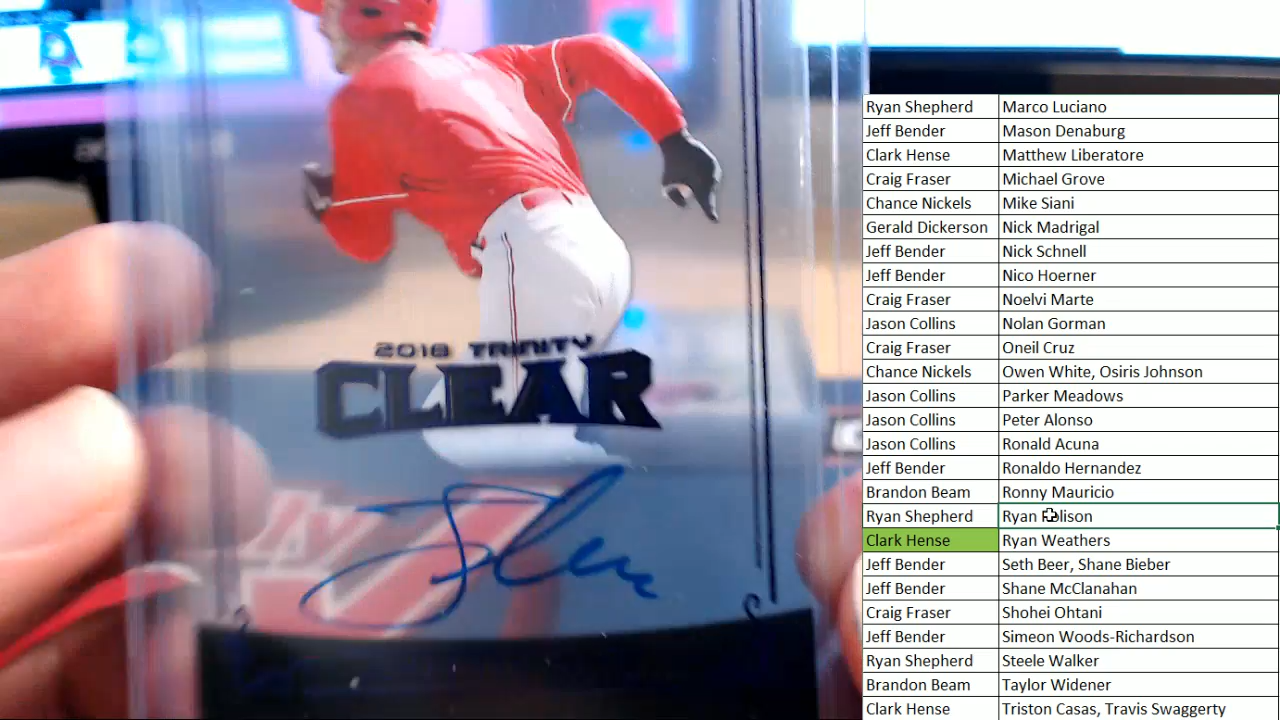 2018 TRINITY
CLEAR
Ryan Shepherd Marco Luciano
Jeff Bender Mason Denaburg
Clark Hense Matthew Liberatore
Craig Fraser Michael Grove
Chance Nickels Mike Siani
Gerald Dickerson Nick Madrigal
Jeff Bender Nick Schnell
Jeff Bender Nico Hoerner
Craig Fraser Noelvi Marte
Jason Collins Nolan Gorman
Craig Fraser Oneil Cruz
Chance Nickels Owen White, Osiris Johnson
Jason Collins Parker Meadows
Jason Collins Peter Alonso
Jason Collins Ronald Acuna
Jeff Bender Ronaldo Hernandez
Brandon Beam Ronny Mauricio
Ryan Shepherd Ryan
Clark Hense Ryan Weathers
Jeff Bender Seth Beer, Shane Bieber
Jeff Bender Shane McClanahan
Craig Fraser Shohei Ohtani
Jeff Bender Simeon Woods-Richardson
Ryan Shepherd Steele Walker
Brandon Beam Taylor Widener
Clark Hense Triston Casas, Travis Swaggerty